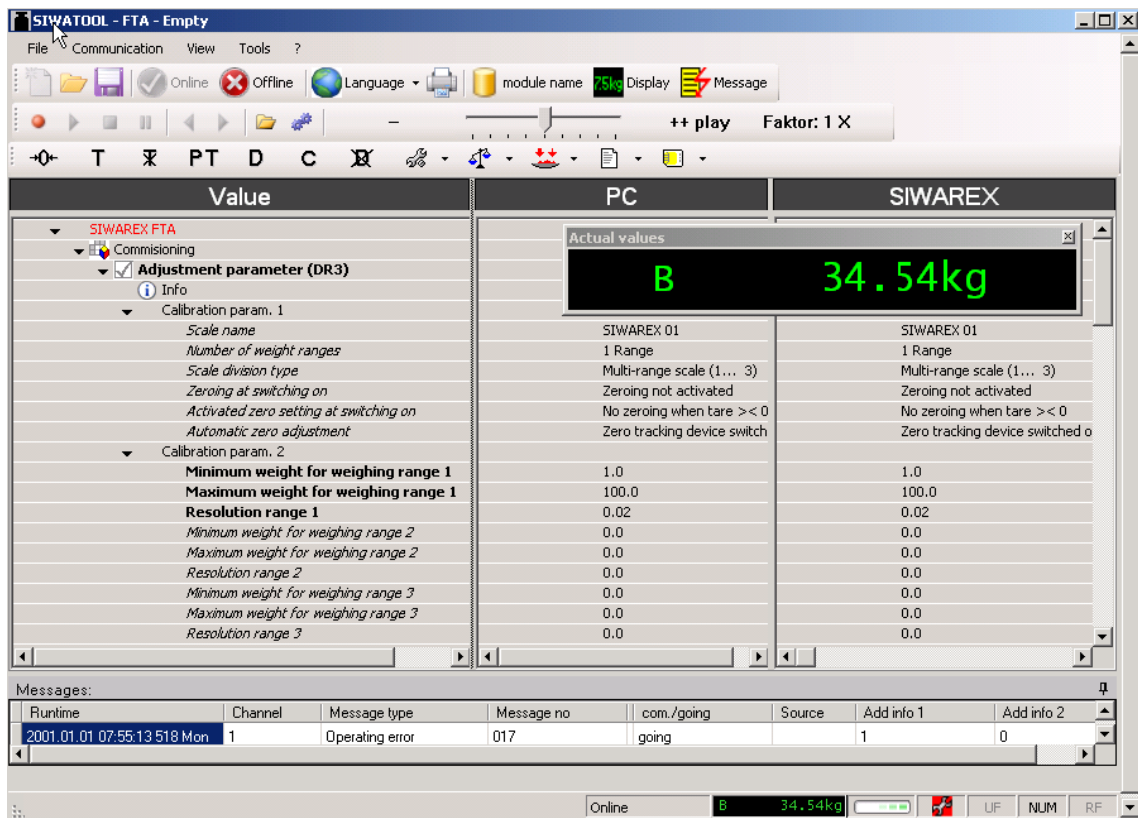 SIWATOOL - FTA - Empty
File Communication View Tools ?
Online Offline Language module name 7.5kg Display Message
– ++ play Faktor: 1 X
→0← T T PT D C D
Value PC SIWAREX
SIWAREX FTA
Actual values
Commisioning
B 34.54kg
Adjustment parameter (DR3)
Info
Calibration param. 1
Scale name SIWAREX 01 SIWAREX 01
Number of weight ranges 1 Range 1 Range
Scale division type Multi-range scale (1... 3) Multi-range scale (1... 3)
Zeroing at switching on Zeroing not activated Zeroing not activated
Activated zero setting at switching on No zeroing when tare >< 0 No zeroing when tare >< 0
Automatic zero adjustment Zero tracking device switch Zero tracking device switched o
Calibration param. 2
Minimum weight for weighing range 1 1.0 1.0
Maximum weight for weighing range 1 100.0 100.0
Resolution range 1 0.02 0.02
Minimum weight for weighing range 2 0.0 0.0
Maximum weight for weighing range 2 0.0 0.0
Resolution range 2 0.0 0.0
Minimum weight for weighing range 3 0.0 0.0
Maximum weight for weighing range 3 0.0 0.0
Resolution range 3 0.0 0.0
Messages:
Runtime Channel Message type Message no com./going Source Add info 1 Add info 2
2001.01.01 07:55:13 518 Mon 1 Operating error 017 going 1 0
Online B 34.54kg UF NUM RF